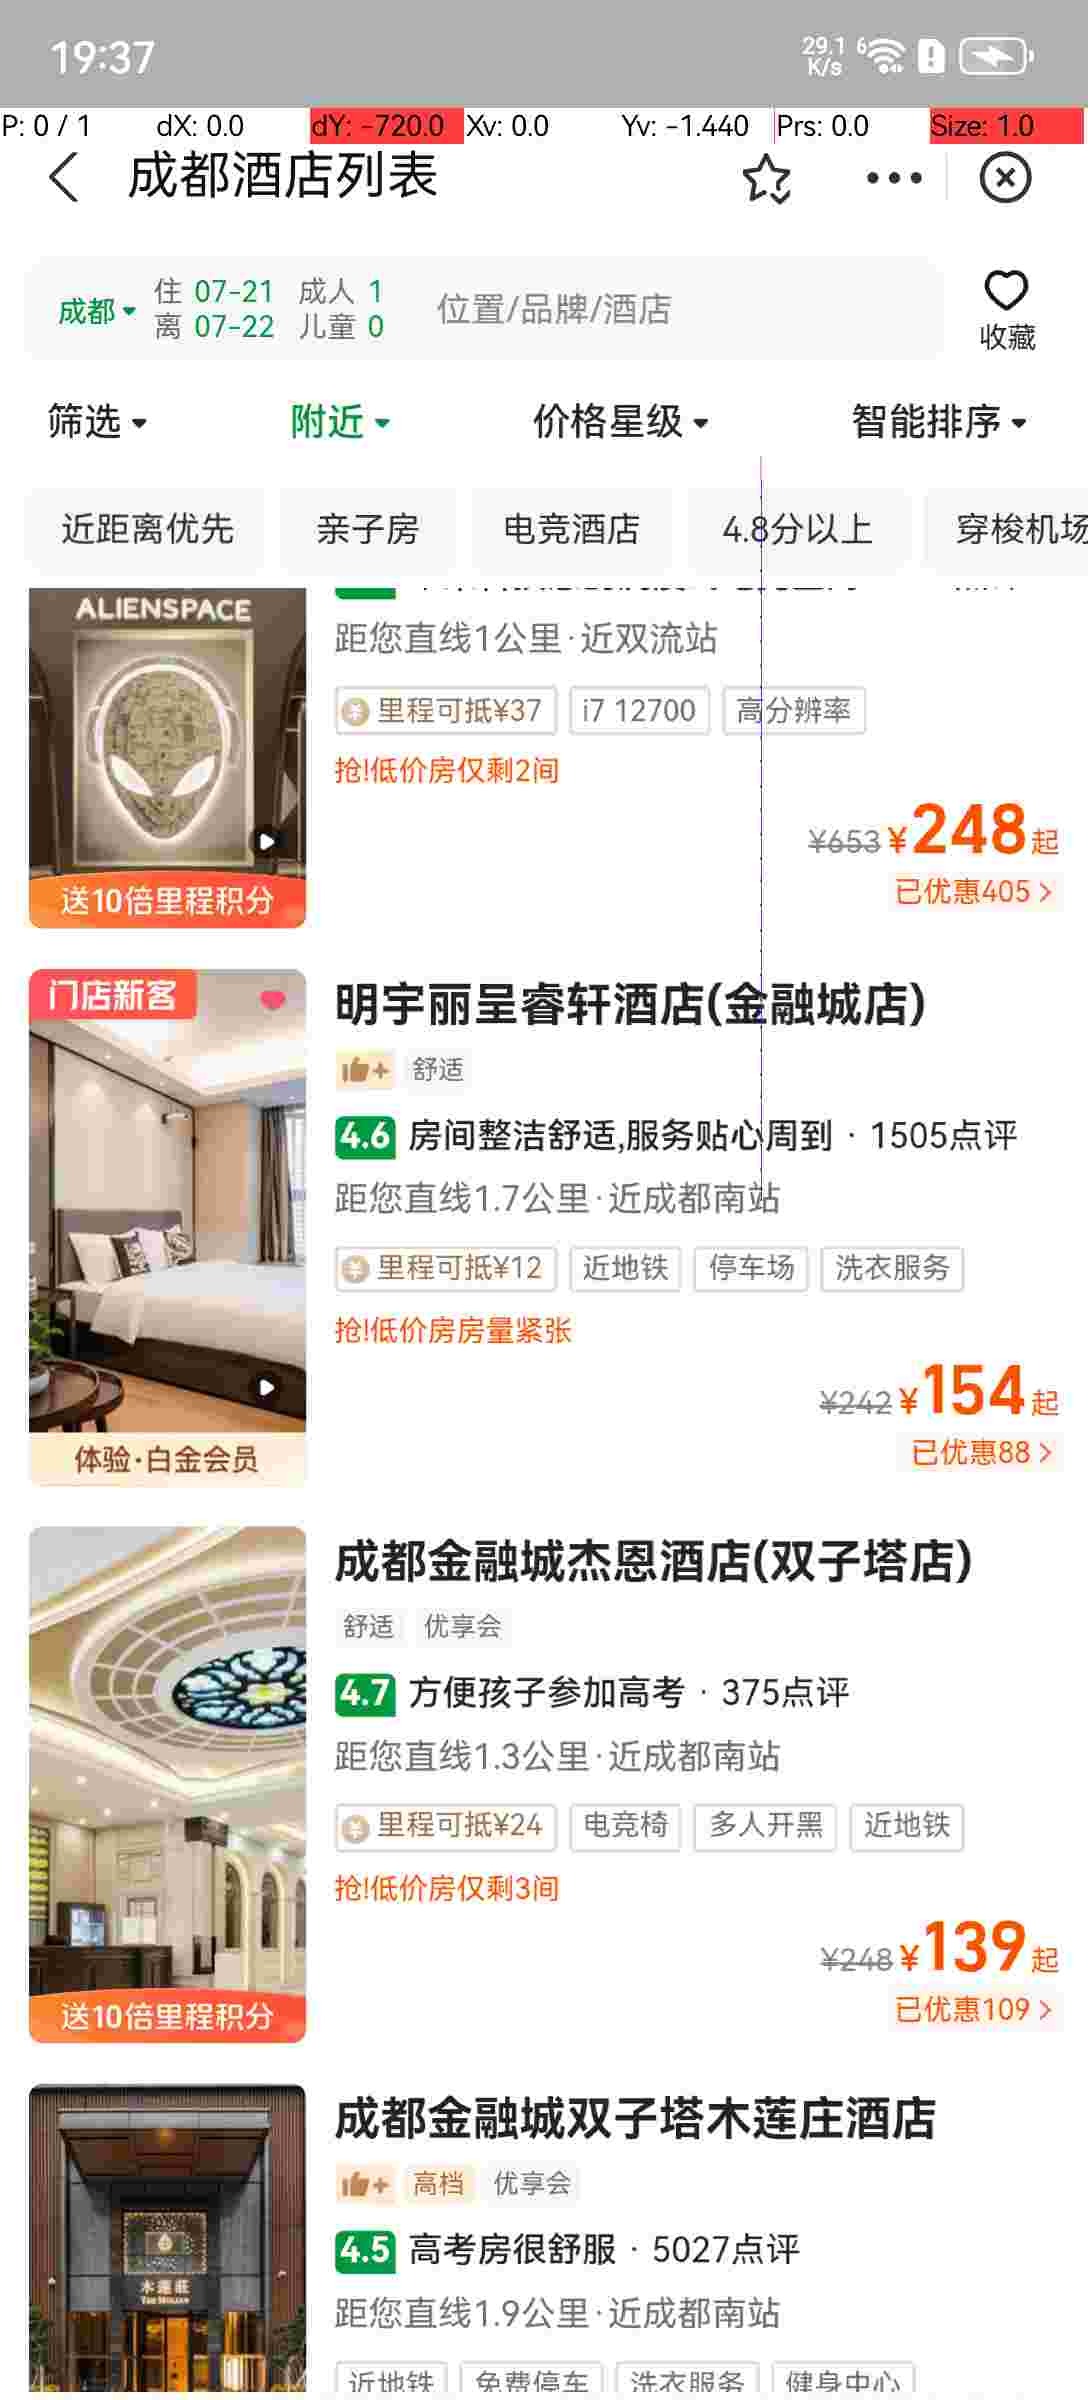 19:37
29.1 K/s 6
P: 0 / 1 dX: 0.0 dY: -720.0 Xv: 0.0 Yv: -1.440 Prs: 0.0 Size: 1.0
成都酒店列表
成都 住 07-21 成人 1 位置/品牌/酒店
离 07-22 儿童 0
收藏
筛选 附近 价格星级 智能排序
近距离优先 亲子房 电竞酒店 4.8分以上 穿梭机场
ALIENSPACE
距您直线1公里·近双流站
里程可抵¥37 i7 12700 高分辨率
抢!低价房仅剩2间
¥653 ¥248起
已优惠405
送10倍里程积分
门店新客
明宇丽呈睿轩酒店(金融城店)
舒适
4.6 房间整洁舒适,服务贴心周到 · 1505点评
距您直线1.7公里·近成都南站
里程可抵¥12 近地铁 停车场 洗衣服务
抢!低价房房量紧张
¥242 ¥154起
已优惠88
体验·白金会员
成都金融城杰恩酒店(双子塔店)
舒适 优享会
4.7 方便孩子参加高考 · 375点评
距您直线1.3公里·近成都南站
里程可抵¥24 电竞椅 多人开黑 近地铁
抢!低价房仅剩3间
¥248 ¥139起
已优惠109
送10倍里程积分
成都金融城双子塔木莲庄酒店
高档 优享会
4.5 高考房很舒服 · 5027点评
木蓮莊
距您直线1.9公里·近成都南站
近地铁 免费停车 洗衣服务 健身中心